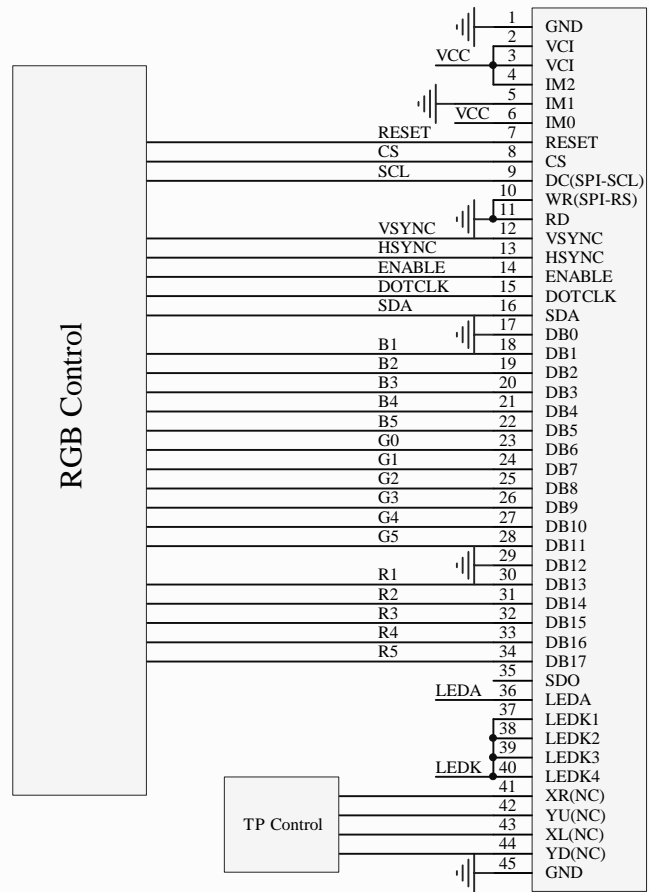 1 GND
2 VCI
VCC 3 VCI
4 IM2
5 IM1
VCC 6 IM0
RESET 7 RESET
CS 8 CS
SCL 9 DC(SPI-SCL)
10 WR(SPI-RS)
11 RD
VSYNC 12 VSYNC
HSYNC 13 HSYNC
ENABLE 14 ENABLE
DOTCLK 15 DOTCLK
SDA 16 SDA
17 DB0
B1 18 DB1
B2 19 DB2
B3 20 DB3
B4 21 DB4
B5 22 DB5
G0 23 DB6
G1 24 DB7
G2 25 DB8
G3 26 DB9
G4 27 DB10
G5 28 DB11
29 DB12
R1 30 DB13
R2 31 DB14
R3 32 DB15
R4 33 DB16
R5 34 DB17
35 SDO
LEDA 36 LEDA
37 LEDK1
38 LEDK2
39 LEDK3
LEDK 40 LEDK4
41 XR(NC)
42 YU(NC)
43 XL(NC)
44 YD(NC)
45 GND
RGB Control
TP Control